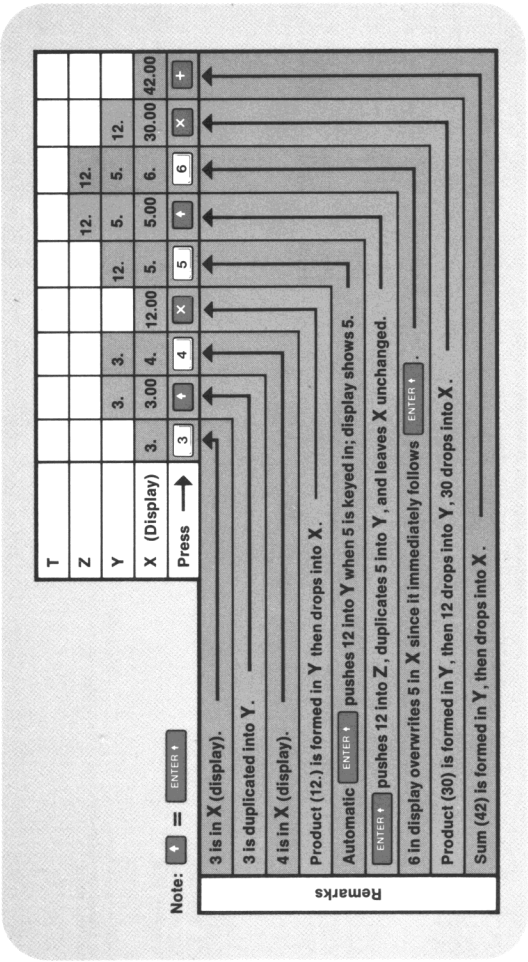 T
Z 12. 12.
Y 3. 3. 12. 5. 5. 12.
X (Display) 3. 3.00 4. 12.00 5. 5.00 6. 30.00 42.00
Note: ↑ = ENTER ↑
Press → 3 ↑ 4 × 5 ↑ 6 × +
Remarks
3 is in X (display).
3 is duplicated into Y.
4 is in X (display).
Product (12.) is formed in Y then drops into X.
Automatic ENTER ↑ pushes 12 into Y when 5 is keyed in; display shows 5.
ENTER ↑ pushes 12 into Z, duplicates 5 into Y, and leaves X unchanged.
6 in display overwrites 5 in X since it immediately follows ENTER ↑ .
Product (30) is formed in Y, then 12 drops into Y, 30 drops into X.
Sum (42) is formed in Y, then drops into X.